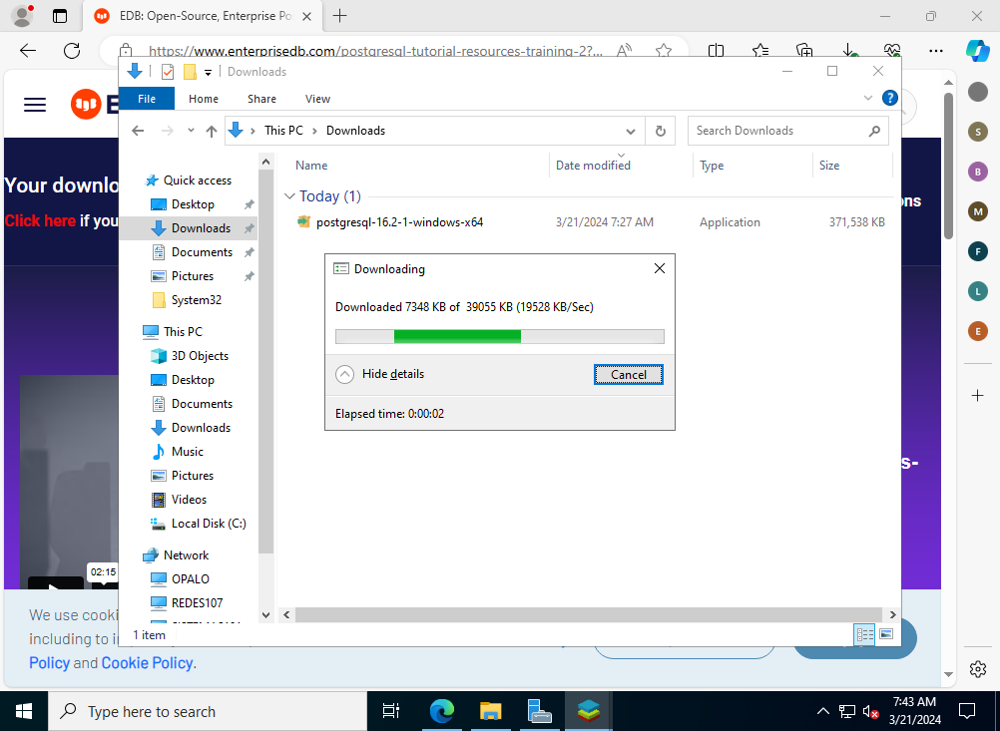 EDB: Open-Source, Enterprise Po
https://www.enterprisedb.com/postgresql-tutorial-resources-training-2?...
Downloads
File Home Share View
This PC Downloads
Search Downloads
Your downlo
ons
Click here if you
Name Date modified Type Size
Quick access
Desktop
Downloads
Documents
Pictures
System32
This PC
3D Objects
Desktop
Documents
Downloads
Music
Pictures
Videos
Local Disk (C:)
Network
OPALO
REDES107
Today (1)
postgresql-16.2-1-windows-x64 3/21/2024 7:27 AM Application 371,538 KB
Downloading
Downloaded 7348 KB of 39055 KB (19528 KB/Sec)
Hide details
Cancel
Elapsed time: 0:00:02
s-
02:15
1 item
We use cooki
including to i
Policy and Cookie Policy.
S
B
M
F
L
E
Type here to search
7:43 AM
3/21/2024